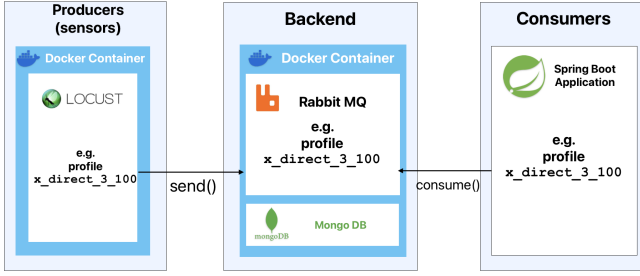 Producers
(sensors)
Docker Container
LOCUST
e.g.
profile
x_direct_3_100
send()
Backend
Docker Container
Rabbit MQ
e.g.
profile
x_direct_3_100
mongoDB
Mongo DB
consume()
Consumers
Spring Boot
Application
e.g.
profile
x_direct_3_100